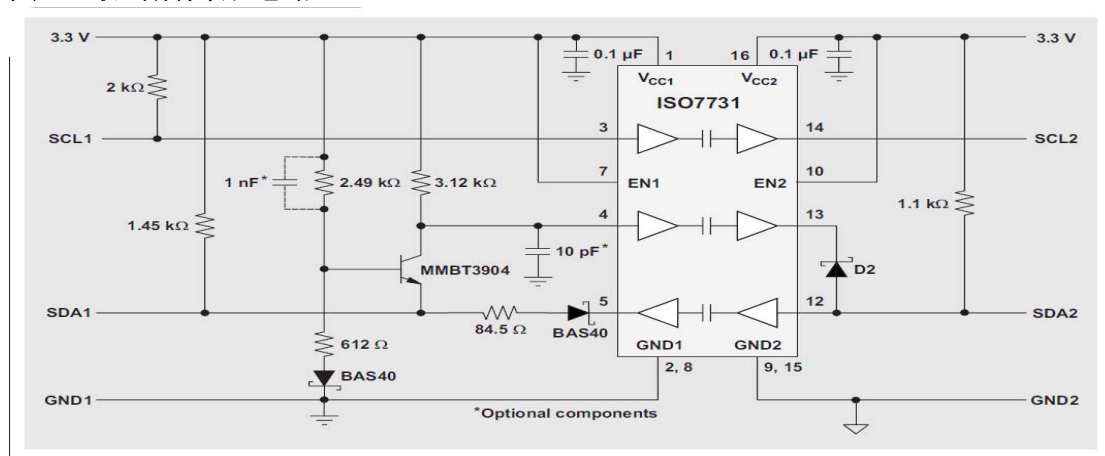 3.3 V
0.1 µF
1
16
0.1 µF
3.3 V
VCC1
VCC2
2 kΩ
ISO7731
SCL1
3
14
SCL2
7
EN1
EN2
10
1 nF*
2.49 kΩ
3.12 kΩ
1.1 kΩ
4
13
1.45 kΩ
10 pF*
MMBT3904
D2
SDA1
5
12
SDA2
84.5 Ω
BAS40
612 Ω
GND1
GND2
BAS40
2, 8
9, 15
GND1
*Optional components
GND2